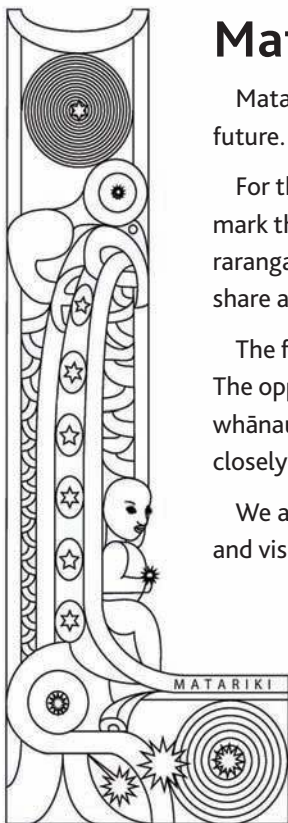 Mat
Mata
future.
For th
mark th
raranga
share a
The f
The opp
whānau
closely
We a
and vis
MATARIKI